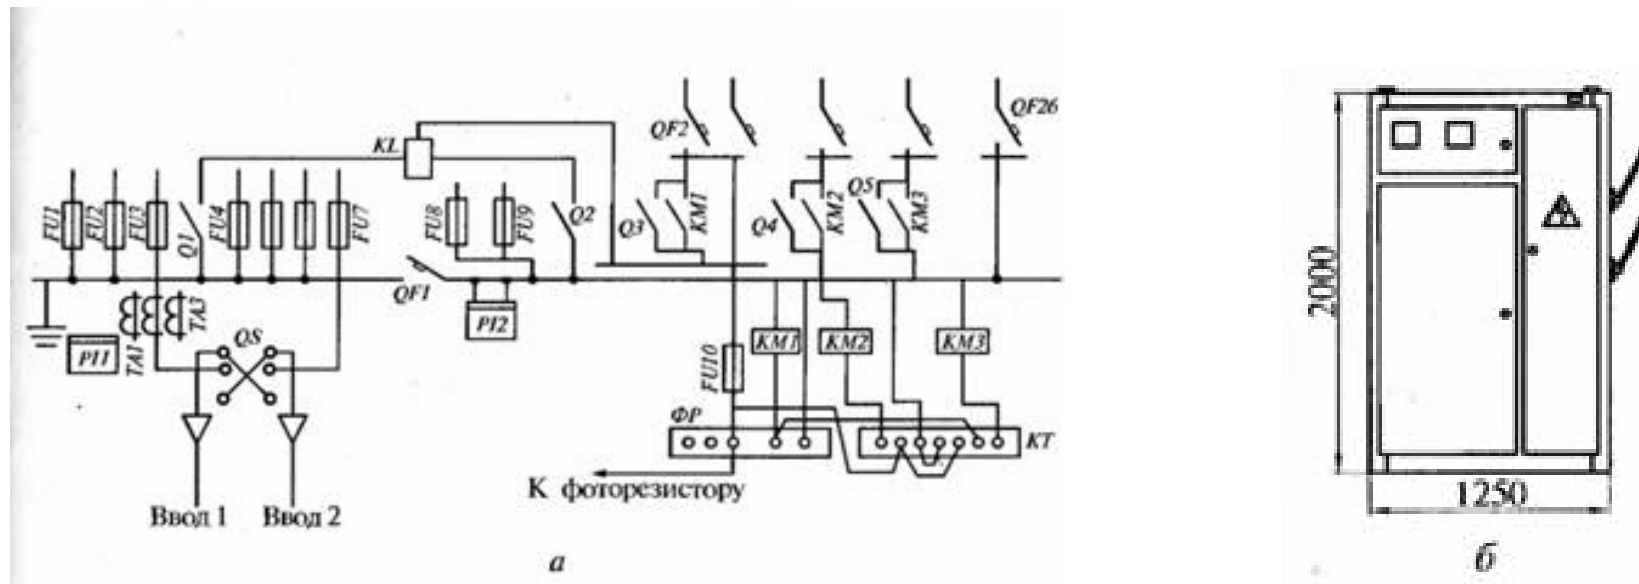 QF2
QF26
KL
FU1
FU2
FU3
Q1
FU4
FU7
FU8
FU9
Q2
Q3
KM1
Q4
KM2
Q5
KM3
QF1
TA3
PI1
TA1
QS
PI2
FU10
KM1
KM2
KM3
ФР
КТ
К фоторезистору
Ввод 1
Ввод 2
а
2000
1250
б